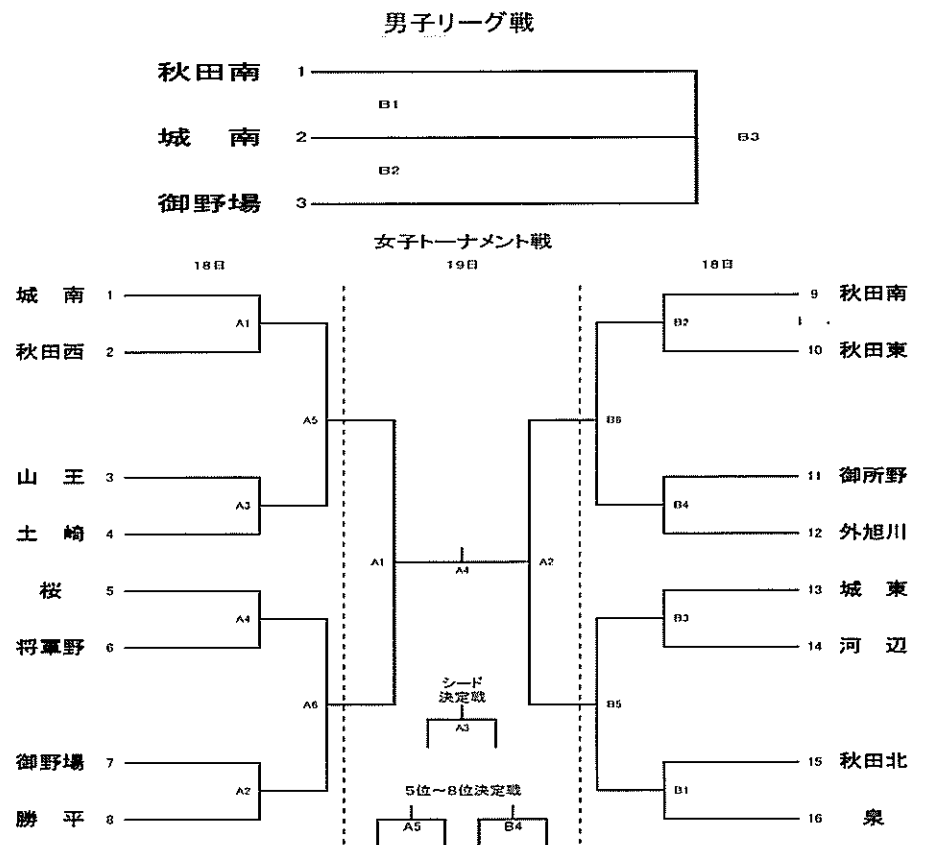 男子リーグ戦
秋田南 1
B1
城 南 2
B3
B2
御野場 3
女子トーナメント戦
18日 19日 18日
城 南 1
9 秋田南
A1
B2
秋田西 2
10 秋田東
A5
B6
山 王 3
11 御所野
A3
B4
土 崎 4
12 外旭川
A1
A4
A2
桜 5
13 城 東
A4
B3
将軍野 6
14 河 辺
シード
決定戦
A3
A6
B5
御野場 7
15 秋田北
A2
B1
5位～8位決定戦
A5 B4
勝 平 8
16 泉